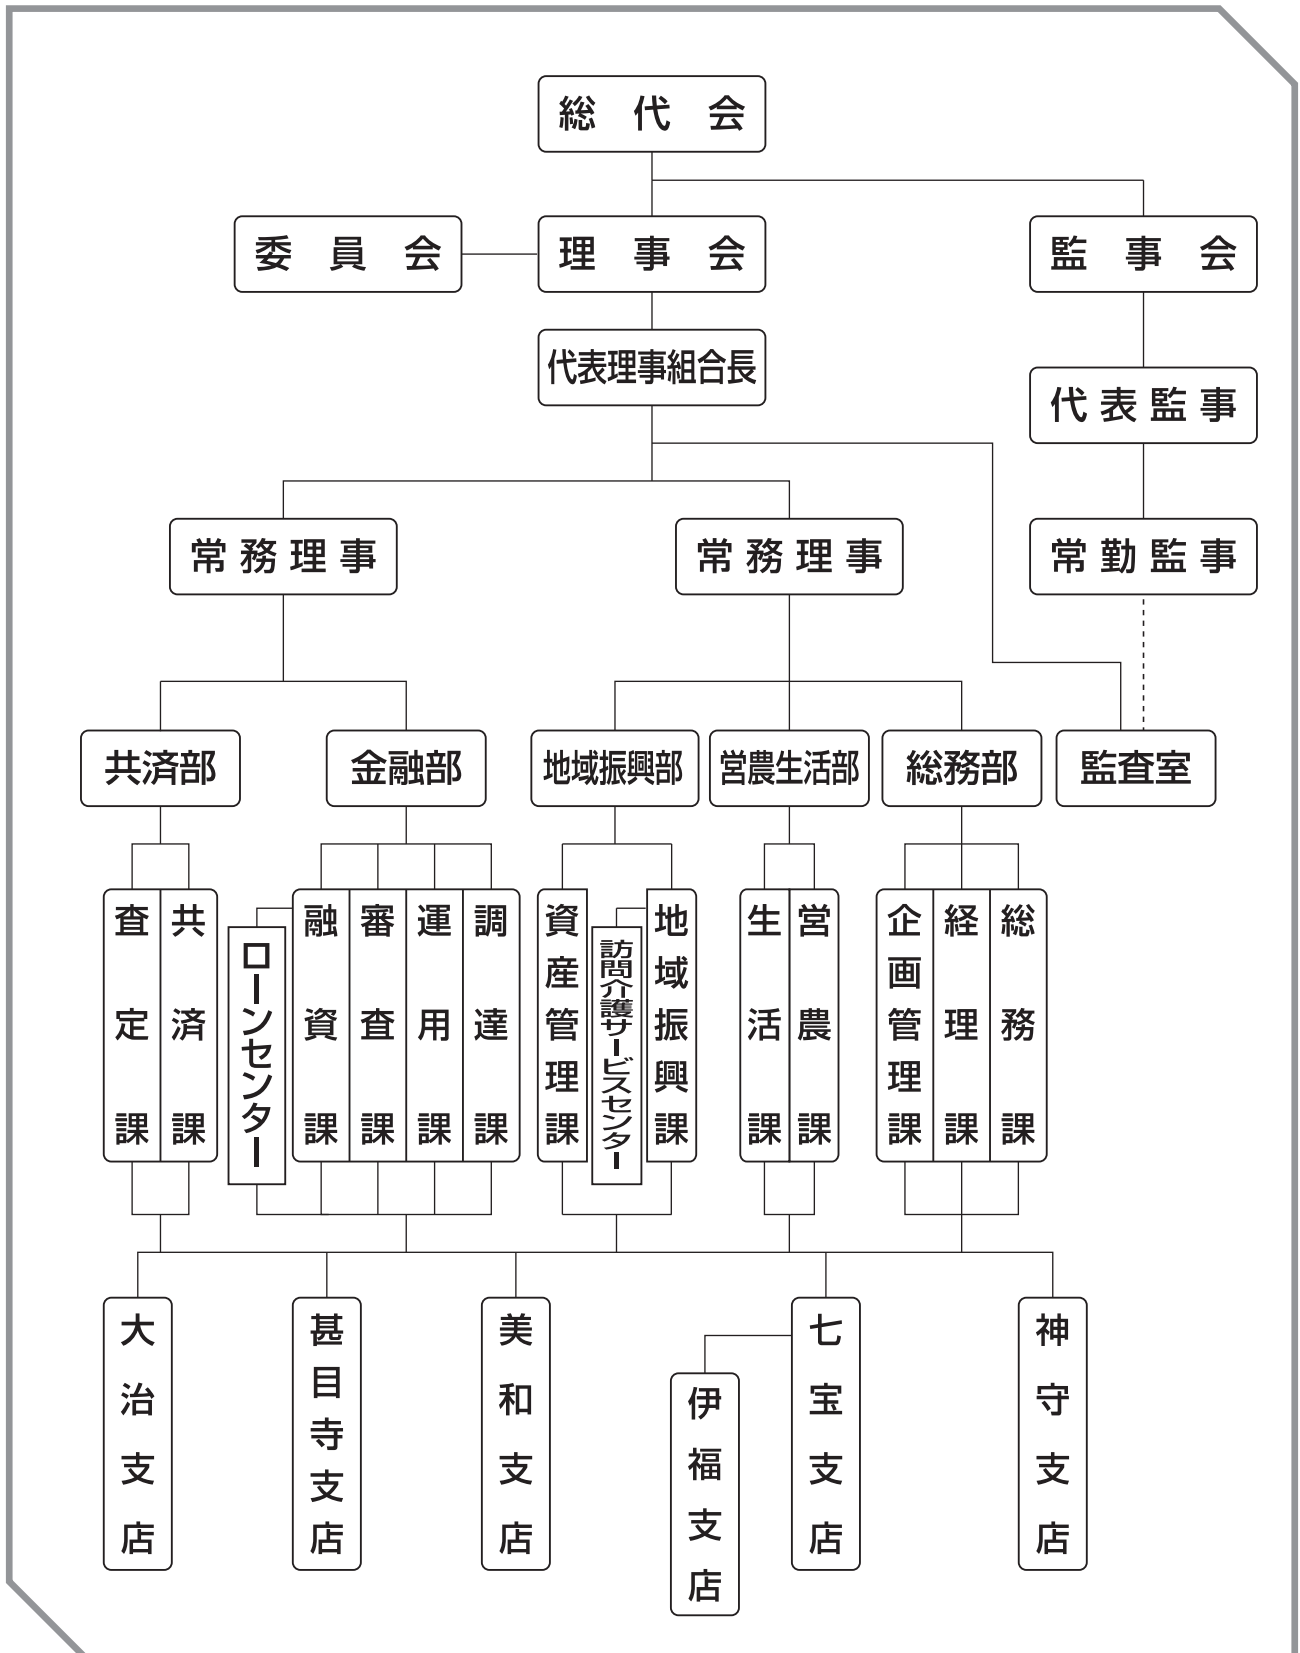 総代会
委員会
理事会
監事会
代表理事組合長
代表監事
常務理事
常務理事
常勤監事
共済部
金融部
地域振興部
営農生活部
総務部
監査室
査定課
共済課
ローンセンター
融資課
審査課
運用課
調達課
資産管理課
訪問介護サービスセンター
地域振興課
生活課
営農課
企画管理課
経理課
総務課
大治支店
甚目寺支店
美和支店
伊福支店
七宝支店
神守支店